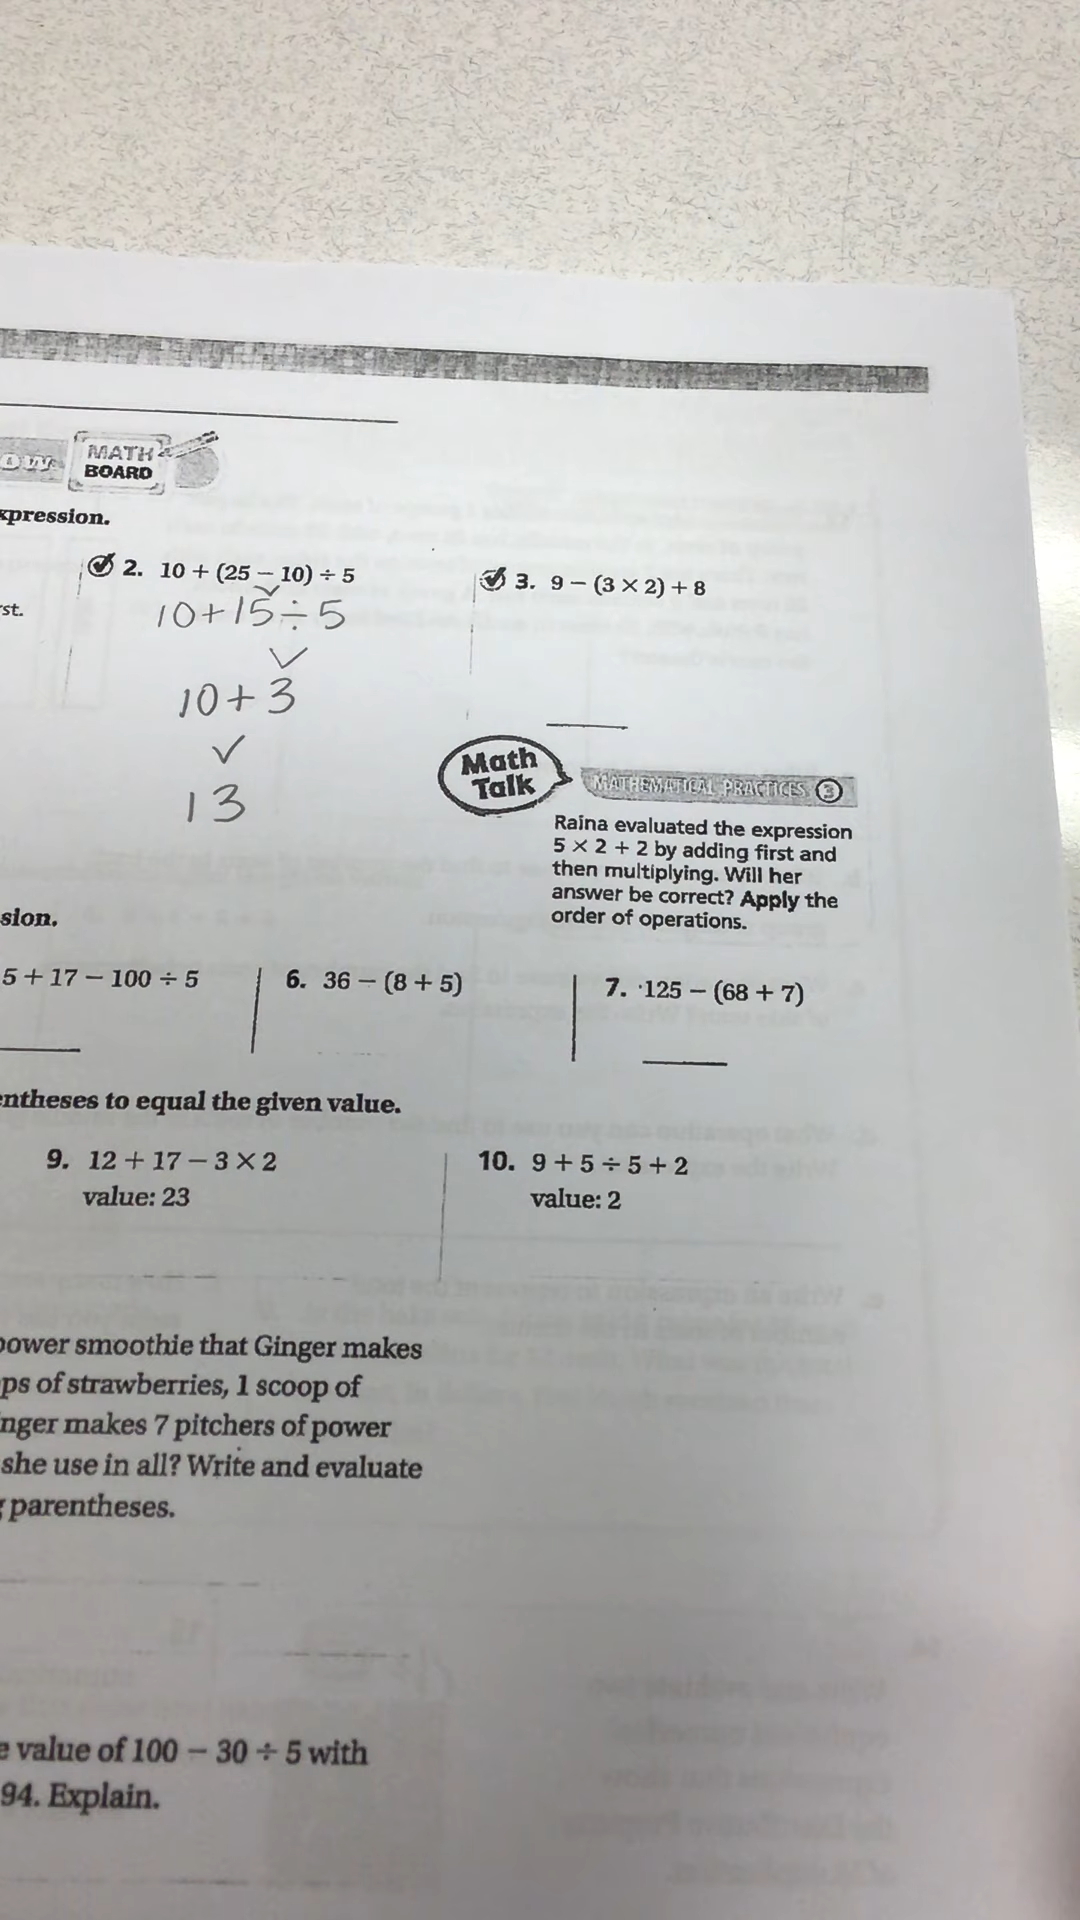 MATH
BOARD
xpression.
2. 10 + (25 – 10) ÷ 5
3. 9 – (3 × 2) + 8
rst.
10+15÷5
10+3
13
Math
Talk
MATHEMATICAL PRACTICES 3
Raina evaluated the expression
5 × 2 + 2 by adding first and
then multiplying. Will her
answer be correct? Apply the
order of operations.
sion.
5 + 17 – 100 ÷ 5
6. 36 – (8 + 5)
7. 125 – (68 + 7)
entheses to equal the given value.
9. 12 + 17 – 3 × 2
value: 23
10. 9 + 5 ÷ 5 + 2
value: 2
power smoothie that Ginger makes
ps of strawberries, 1 scoop of
nger makes 7 pitchers of power
she use in all? Write and evaluate
g parentheses.
e value of 100 – 30 ÷ 5 with
94. Explain.